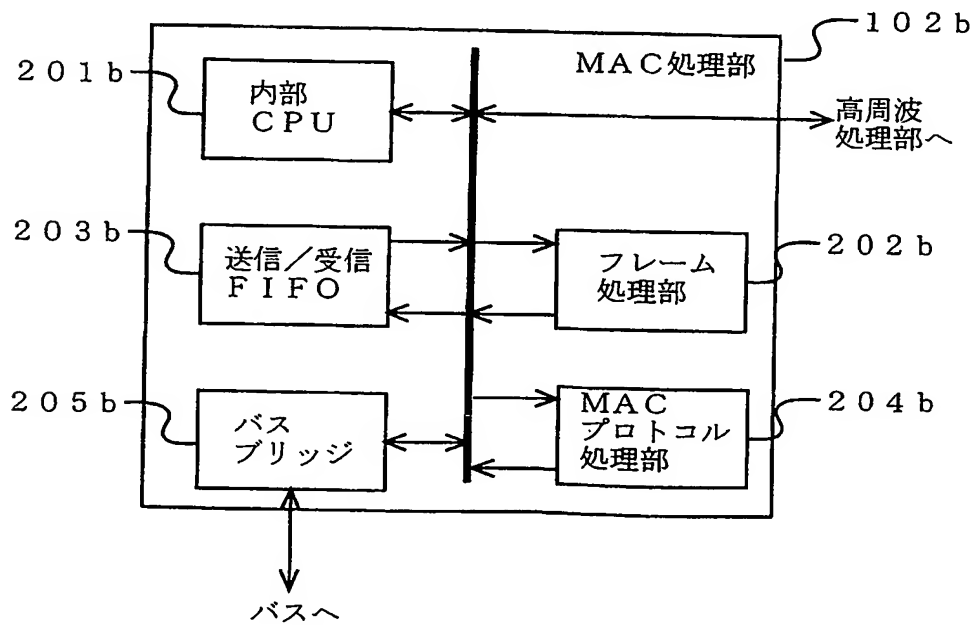 102b
MAC処理部
201b
内部
CPU
高周波
処理部へ
203b
送信／受信
FIFO
フレーム
処理部
202b
205b
バス
ブリッジ
MAC
プロトコル
処理部
204b
バスへ